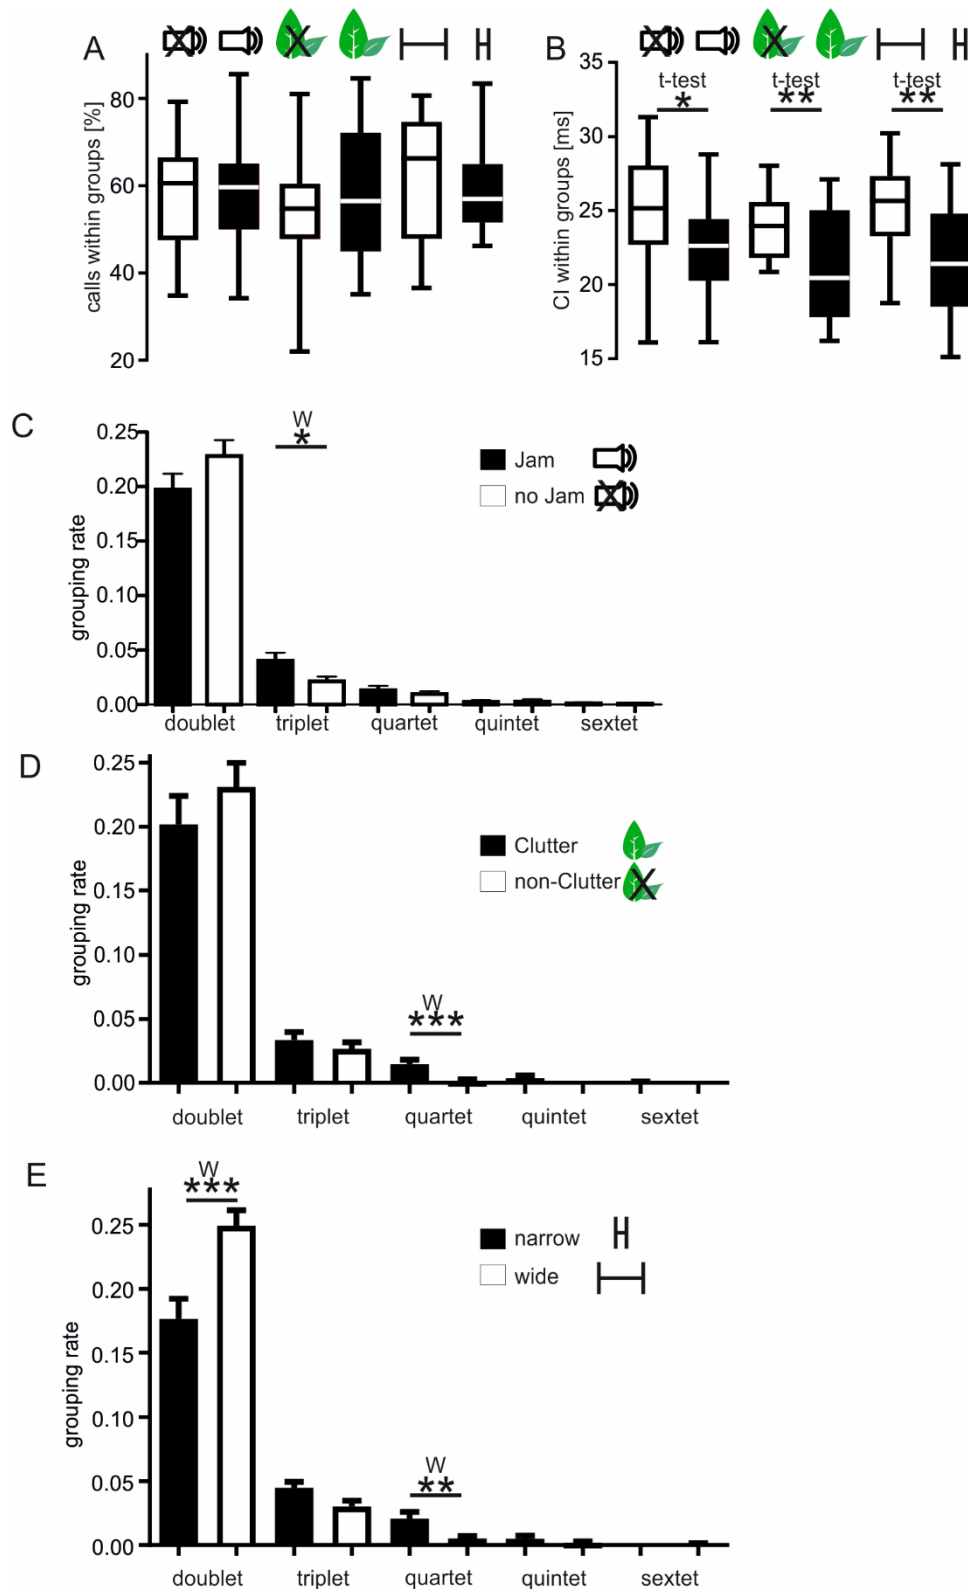 A
B
calls within groups [%]
80
60
40
20
CI within groups [ms]
35
30
25
20
15
t-test
*
t-test
**
t-test
**
C
grouping rate
0.25
0.20
0.15
0.10
0.05
0.00
W
*
Jam
no Jam
doublet triplet quartet quintet sextet
D
grouping rate
0.25
0.20
0.15
0.10
0.05
0.00
Clutter
non-Clutter
W
***
doublet triplet quartet quintet sextet
E
grouping rate
0.25
0.20
0.15
0.10
0.05
0.00
W
***
narrow
wide
W
**
doublet triplet quartet quintet sextet